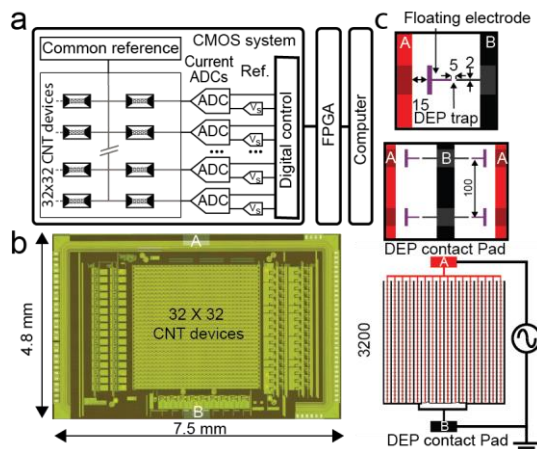 a
Common reference
CMOS system
Current
ADCs
Ref.
32x32 CNT devices
ADC
Vs
ADC
Vs
...
...
ADC
Vs
ADC
Vs
Digital control
FPGA
Computer
b
A
32 X 32
CNT devices
B
4.8 mm
7.5 mm
c
Floating electrode
A
B
5
2
15
DEP trap
A
B
A
100
DEP contact Pad
A
3200
B
DEP contact Pad